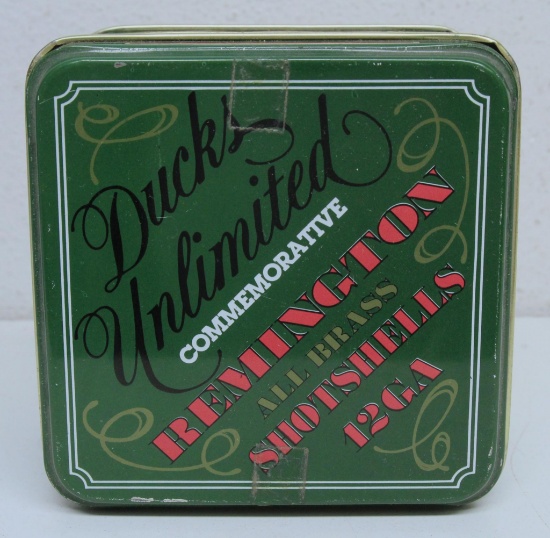 Ducks
Unlimited
COMMEMORATIVE
REMINGTON
ALL BRASS
SHOTSHELLS
12GA